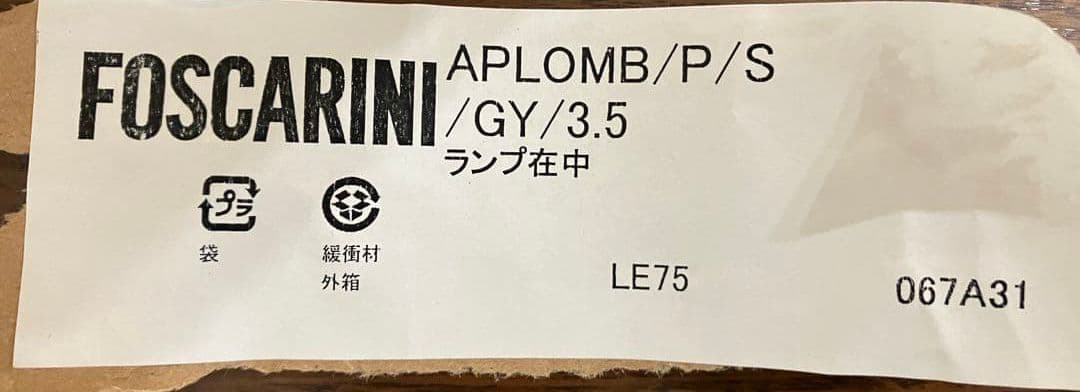 FOSCARINI
APLOMB/P/S
/GY/3.5
ランプ在中
プラ
袋
緩衝材
外箱
LE75
067A31